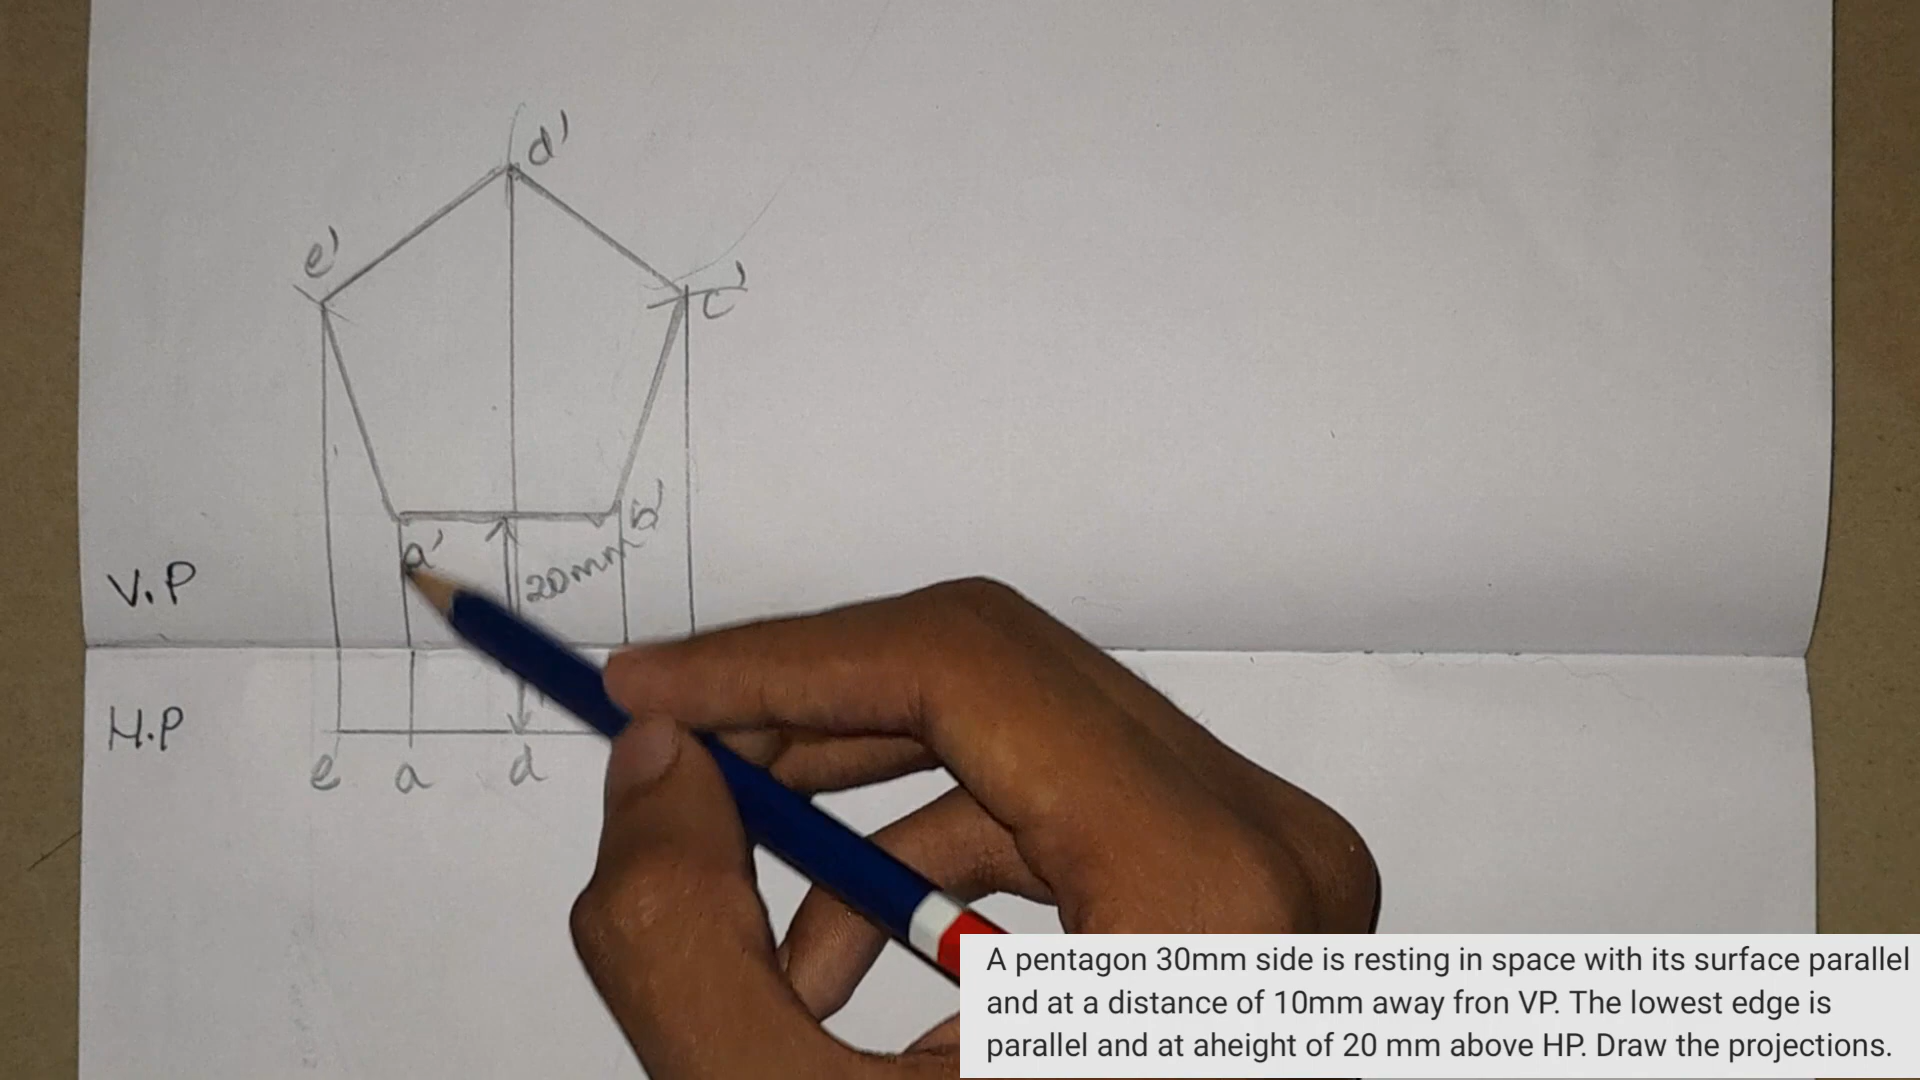 d'
e'
c'
b'
a'
20mm
V.P
H.P
e a d
A pentagon 30mm side is resting in space with its surface parallel
and at a distance of 10mm away fron VP. The lowest edge is
parallel and at aheight of 20 mm above HP. Draw the projections.